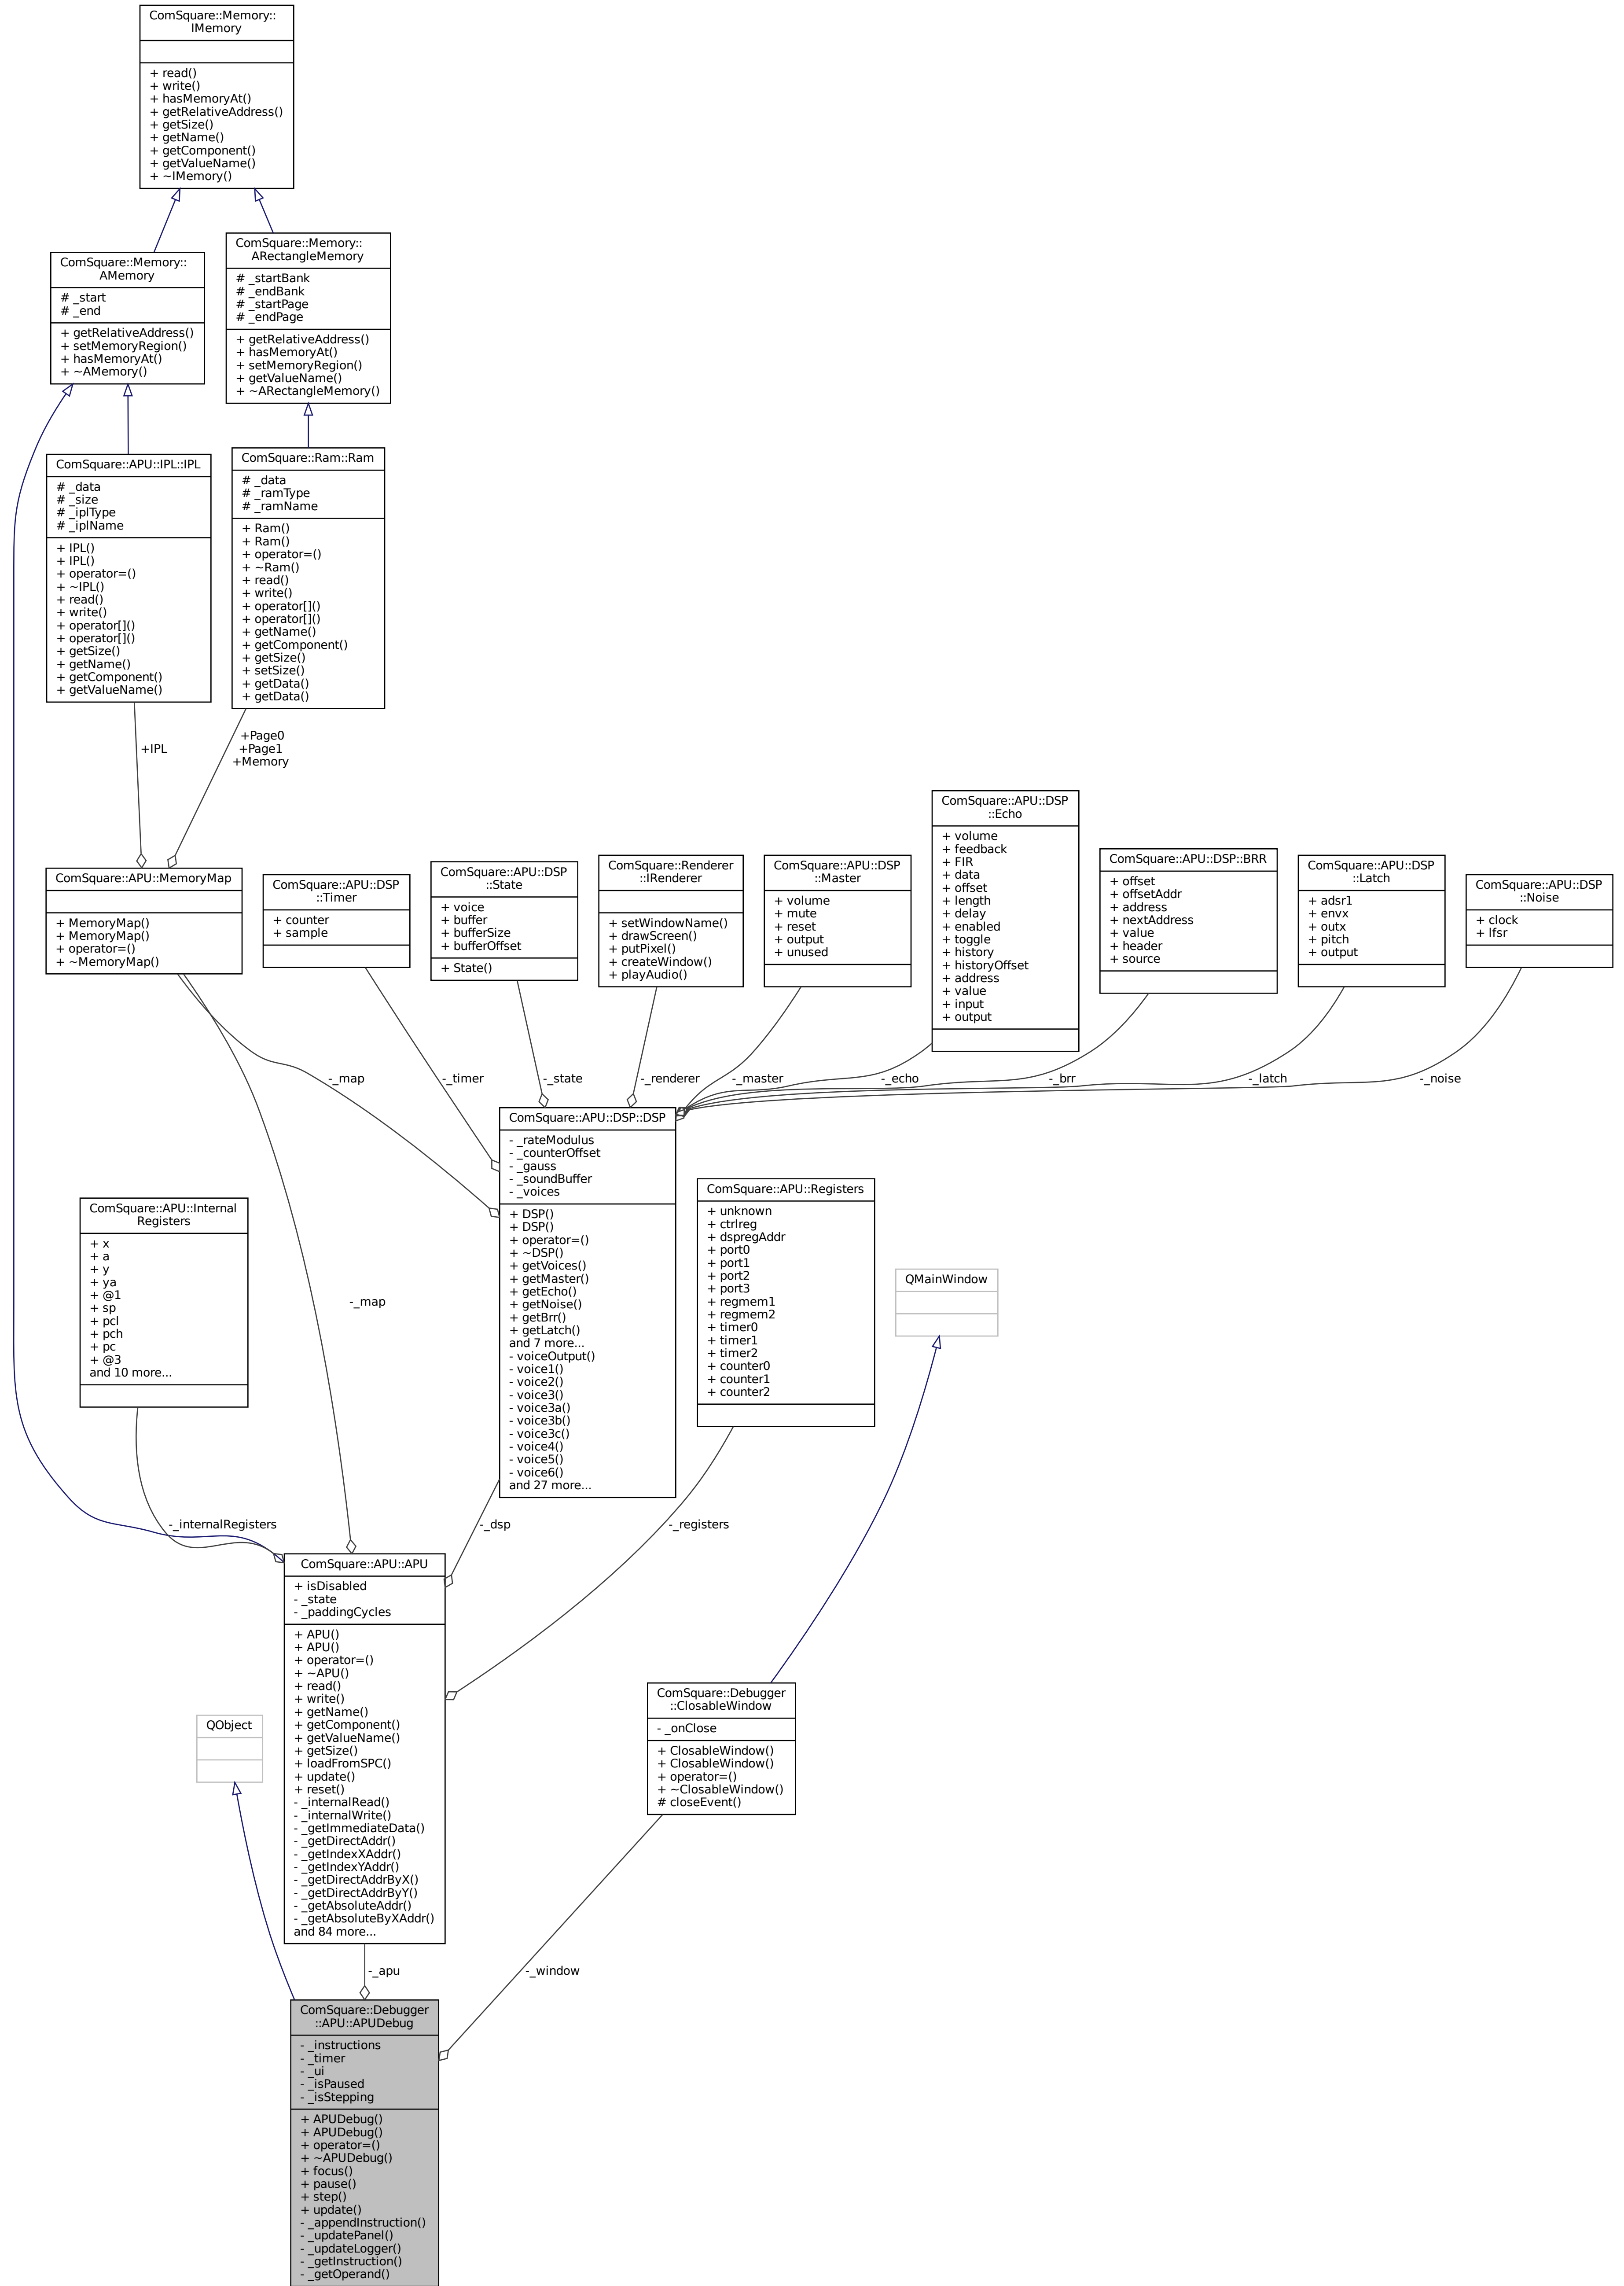 ComSquare::Memory::
IMemory
+ read()
+ write()
+ hasMemoryAt()
+ getRelativeAddress()
+ getSize()
+ getName()
+ getComponent()
+ getValueName()
+ ~IMemory()
ComSquare::Memory::
AMemory
# _start
# _end
+ getRelativeAddress()
+ setMemoryRegion()
+ hasMemoryAt()
+ ~AMemory()
ComSquare::Memory::
ARectangleMemory
# _startBank
# _endBank
# _startPage
# _endPage
+ getRelativeAddress()
+ hasMemoryAt()
+ setMemoryRegion()
+ getValueName()
+ ~ARectangleMemory()
ComSquare::APU::IPL::IPL
# _data
# _size
# _iplType
# _iplName
+ IPL()
+ IPL()
+ operator=()
+ ~IPL()
+ read()
+ write()
+ operator[]()
+ operator[]()
+ getSize()
+ getName()
+ getComponent()
+ getValueName()
ComSquare::Ram::Ram
# _data
# _ramType
# _ramName
+ Ram()
+ Ram()
+ operator=()
+ ~Ram()
+ read()
+ write()
+ operator[]()
+ operator[]()
+ getName()
+ getComponent()
+ getSize()
+ setSize()
+ getData()
+ getData()
+IPL
+Page0
+Page1
+Memory
ComSquare::APU::MemoryMap
+ MemoryMap()
+ MemoryMap()
+ operator=()
+ ~MemoryMap()
ComSquare::APU::DSP
::Timer
+ counter
+ sample
ComSquare::APU::DSP
::State
+ voice
+ buffer
+ bufferSize
+ bufferOffset
+ State()
ComSquare::Renderer
::IRenderer
+ setWindowName()
+ drawScreen()
+ putPixel()
+ createWindow()
+ playAudio()
ComSquare::APU::DSP
::Master
+ volume
+ mute
+ reset
+ output
+ unused
ComSquare::APU::DSP
::Echo
+ volume
+ feedback
+ FIR
+ data
+ offset
+ length
+ delay
+ enabled
+ toggle
+ history
+ historyOffset
+ address
+ value
+ input
+ output
ComSquare::APU::DSP::BRR
+ offset
+ offsetAddr
+ address
+ nextAddress
+ value
+ header
+ source
ComSquare::APU::DSP
::Latch
+ adsr1
+ envx
+ outx
+ pitch
+ output
ComSquare::APU::DSP
::Noise
+ clock
+ lfsr
-_map
-_timer
-_state
-_renderer
-_master
-_echo
-_brr
-_latch
-_noise
ComSquare::APU::DSP::DSP
- _rateModulus
- _counterOffset
- _gauss
- _soundBuffer
- _voices
+ DSP()
+ DSP()
+ operator=()
+ ~DSP()
+ getVoices()
+ getMaster()
+ getEcho()
+ getNoise()
+ getBrr()
+ getLatch()
and 7 more...
- voiceOutput()
- voice1()
- voice2()
- voice3()
- voice3a()
- voice3b()
- voice3c()
- voice4()
- voice5()
- voice6()
and 27 more...
ComSquare::APU::Registers
+ unknown
+ ctrlreg
+ dspregAddr
+ port0
+ port1
+ port2
+ port3
+ regmem1
+ regmem2
+ timer0
+ timer1
+ timer2
+ counter0
+ counter1
+ counter2
ComSquare::APU::Internal
Registers
+ x
+ a
+ y
+ ya
+ @1
+ sp
+ pcl
+ pch
+ pc
+ @3
and 10 more...
QMainWindow
-_map
-_internalRegisters
-_dsp
-_registers
ComSquare::APU::APU
+ isDisabled
- _state
- _paddingCycles
+ APU()
+ APU()
+ operator=()
+ ~APU()
+ read()
+ write()
+ getName()
+ getComponent()
+ getValueName()
+ getSize()
+ loadFromSPC()
+ update()
+ reset()
- _internalRead()
- _internalWrite()
- _getImmediateData()
- _getDirectAddr()
- _getIndexXAddr()
- _getIndexYAddr()
- _getDirectAddrByX()
- _getDirectAddrByY()
- _getAbsoluteAddr()
- _getAbsoluteByXAddr()
and 84 more...
QObject
ComSquare::Debugger
::ClosableWindow
- _onClose
+ ClosableWindow()
+ ClosableWindow()
+ operator=()
+ ~ClosableWindow()
# closeEvent()
-_apu
-_window
ComSquare::Debugger
::APU::APUDebug
- _instructions
- _timer
- _ui
- _isPaused
- _isStepping
+ APUDebug()
+ APUDebug()
+ operator=()
+ ~APUDebug()
+ focus()
+ pause()
+ step()
+ update()
- _appendInstruction()
- _updatePanel()
- _updateLogger()
- _getInstruction()
- _getOperand()